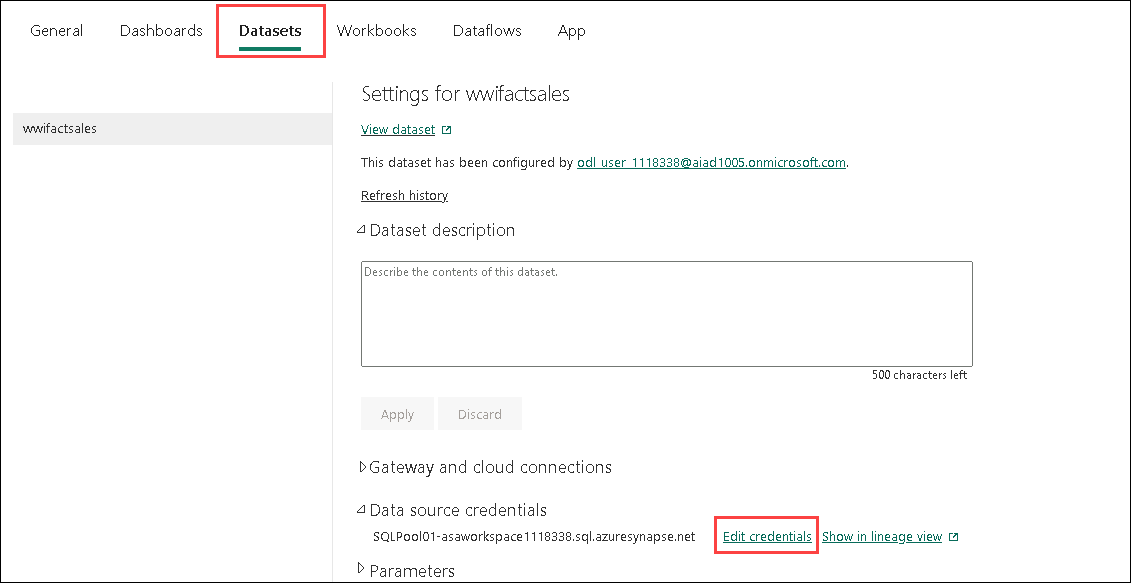 General Dashboards Datasets Workbooks Dataflows App
wwifactsales
Settings for wwifactsales
View dataset
This dataset has been configured by odl_user_1118338@aiad1005.onmicrosoft.com.
Refresh history
Dataset description
Describe the contents of this dataset.
500 characters left
Apply Discard
Gateway and cloud connections
Data source credentials
SQLPool01-asaworkspace1118338.sql.azuresynapse.net Edit credentials Show in lineage view
Parameters